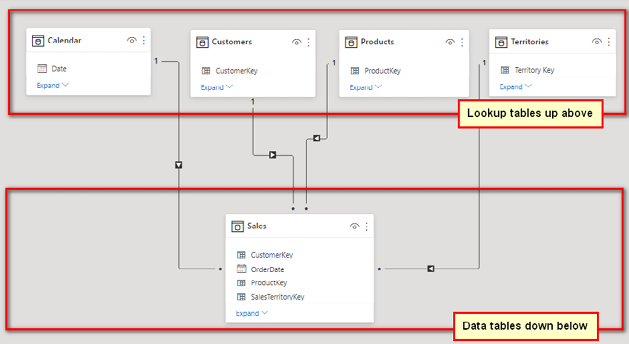 Calendar
Date
Expand
1
Customers
CustomerKey
Expand
1
Products
ProductKey
Expand
1
Territories
Territory Key
Expand
1
Lookup tables up above
Sales
CustomerKey
OrderDate
ProductKey
SalesTerritoryKey
Expand
Data tables down below